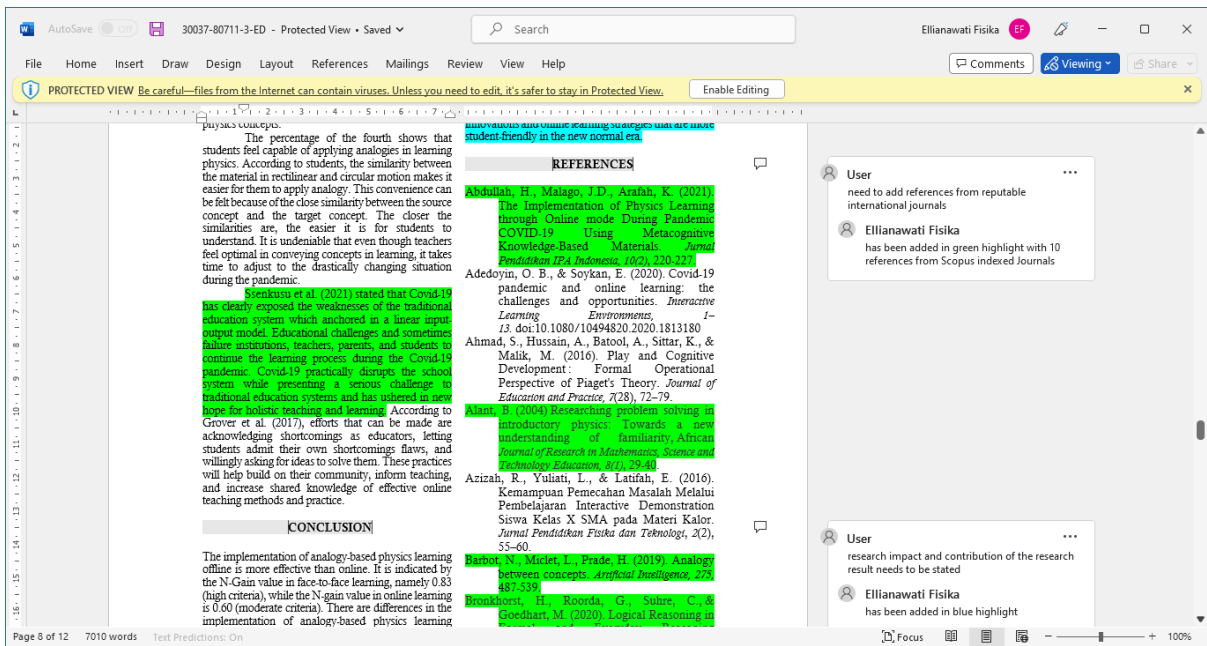 AutoSave Off 30037-80711-3-ED - Protected View • Saved Search Ellianawati Fisika EF
File Home Insert Draw Design Layout References Mailings Review View Help Comments Viewing Share
PROTECTED VIEW Be careful—files from the Internet can contain viruses. Unless you need to edit, it's safer to stay in Protected View. Enable Editing
physics concepts.
The percentage of the fourth shows that
students feel capable of applying analogies in learning
physics. According to students, the similarity between
the material in rectilinear and circular motion makes it
easier for them to apply analogy. This convenience can
be felt because of the close similarity between the source
concept and the target concept. The closer the
similarities are, the easier it is for students to
understand. It is undeniable that even though teachers
feel optimal in conveying concepts in learning, it takes
time to adjust to the drastically changing situation
during the pandemic.
Ssenkusu et al. (2021) stated that Covid-19
has clearly exposed the weaknesses of the traditional
education system which anchored in a linear input-
output model. Educational challenges and sometimes
failure institutions, teachers, parents, and students to
continue the learning process during the Covid-19
pandemic. Covid-19 practically disrupts the school
system while presenting a serious challenge to
traditional education systems and has ushered in new
hope for holistic teaching and learning. According to
Grover et al. (2017), efforts that can be made are
acknowledging shortcomings as educators, letting
students admit their own shortcomings flaws, and
willingly asking for ideas to solve them. These practices
will help build on their community, inform teaching,
and increase shared knowledge of effective online
teaching methods and practice.
CONCLUSION
The implementation of analogy-based physics learning
offline is more effective than online. It is indicated by
the N-Gain value in face-to-face learning, namely 0.83
(high criteria), while the N-gain value in online learning
is 0.60 (moderate criteria). There are differences in the
implementation of analogy-based physics learning
innovations and online learning strategies that are more
student-friendly in the new normal era.
REFERENCES
Abdullah, H., Malago, J.D., Arafah, K. (2021).
The Implementation of Physics Learning
through Online mode During Pandemic
COVID-19 Using Metacognitive
Knowledge-Based Materials. Jurnal
Pendidikan IPA Indonesia, 10(2), 220-227.
Adedoyin, O. B., & Soykan, E. (2020). Covid-19
pandemic and online learning: the
challenges and opportunities. Interactive
Learning Environments, 1–
13. doi:10.1080/10494820.2020.1813180
Ahmad, S., Hussain, A., Batool, A., Sittar, K., &
Malik, M. (2016). Play and Cognitive
Development: Formal Operational
Perspective of Piaget's Theory. Journal of
Education and Practice, 7(28), 72–79.
Alant, B. (2004) Researching problem solving in
introductory physics: Towards a new
understanding of familiarity, African
Journal of Research in Mathematics, Science and
Technology Education, 8(1), 29-40.
Azizah, R., Yuliati, L., & Latifah, E. (2016).
Kemampuan Pemecahan Masalah Melalui
Pembelajaran Interactive Demonstration
Siswa Kelas X SMA pada Materi Kalor.
Jurnal Pendidikan Fisika dan Teknologi, 2(2),
55–60.
Barbot, N., Miclet, L., Prade, H. (2019). Analogy
between concepts. Artificial Intelligence, 275,
487-539.
Bronkhorst, H., Roorda, G., Suhre, C., &
Goedhart, M. (2020). Logical Reasoning in
Formal and Everyday Reasoning
User
need to add references from reputable
international journals
Ellianawati Fisika
has been added in green highlight with 10
references from Scopus indexed Journals
User
research impact and contribution of the research
result needs to be stated
Ellianawati Fisika
has been added in blue highlight
Page 8 of 12 7010 words Text Predictions: On Focus 100%